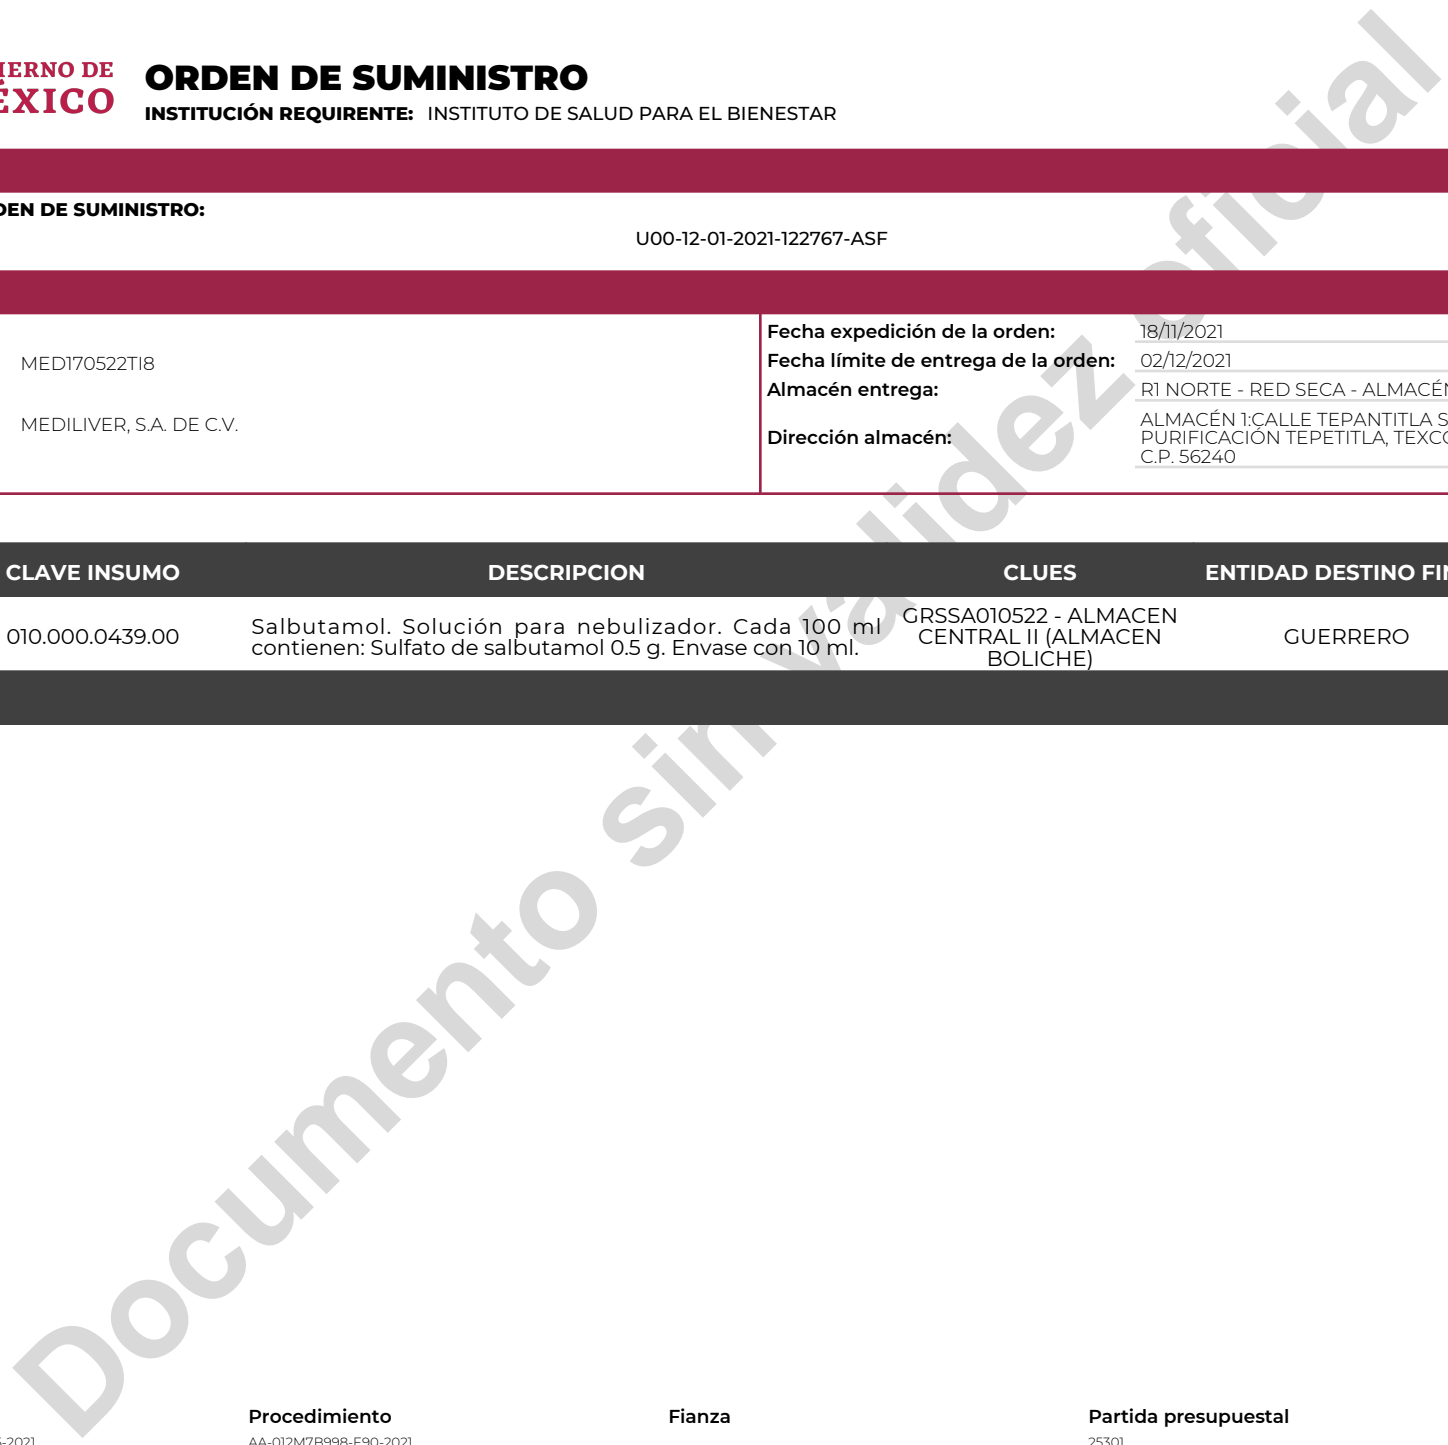 IERNO DE
ÉXICO
ORDEN DE SUMINISTRO
INSTITUCIÓN REQUIRENTE: INSTITUTO DE SALUD PARA EL BIENESTAR
DEN DE SUMINISTRO:
U00-12-01-2021-122767-ASF
MED170522TI8
MEDILIVER, S.A. DE C.V.
Fecha expedición de la orden: 18/11/2021
Fecha límite de entrega de la orden: 02/12/2021
Almacén entrega: R1 NORTE - RED SECA - ALMACÉN
Dirección almacén: ALMACÉN 1:CALLE TEPANTITLA S
PURIFICACIÓN TEPETITLA, TEXCO
C.P. 56240
CLAVE INSUMO DESCRIPCION CLUES ENTIDAD DESTINO FIN
010.000.0439.00
Salbutamol. Solución para nebulizador. Cada 100 ml
contienen: Sulfato de salbutamol 0.5 g. Envase con 10 ml.
GRSSA010522 - ALMACEN
CENTRAL II (ALMACEN
BOLICHE)
GUERRERO
Documento sin validez oficial
Procedimiento Fianza Partida presupuestal
-2021 AA-012M7B998-E90-2021 25301